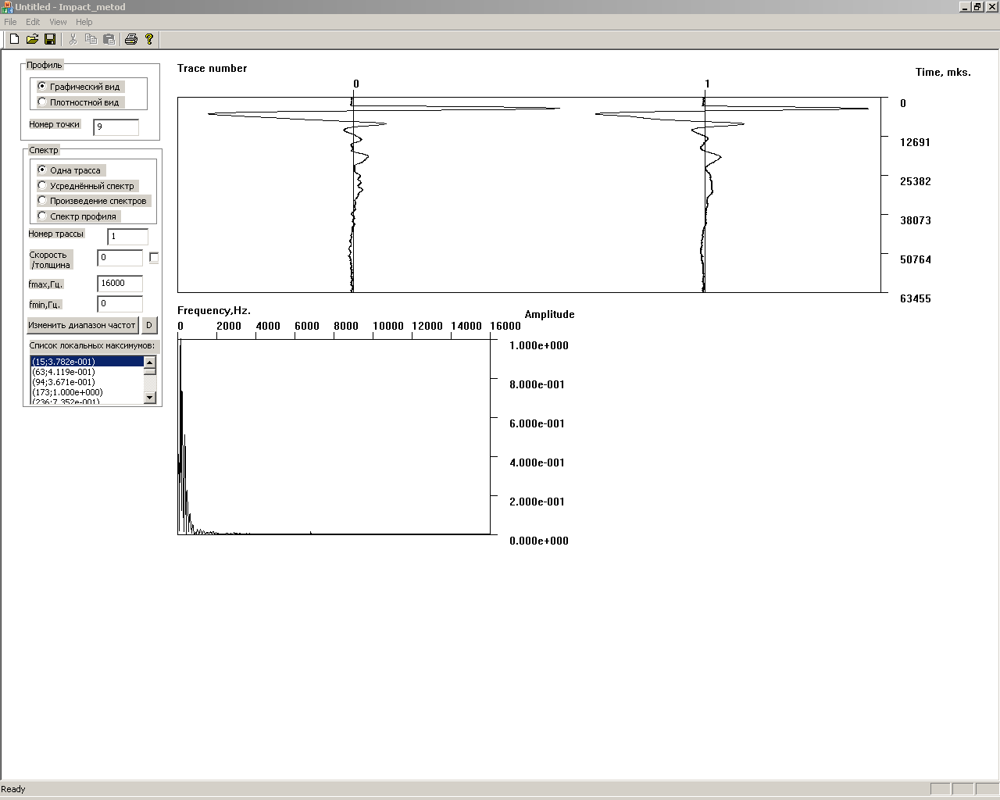 Untitled - Impact_metod
File Edit View Help
Профиль
Графический вид
Плотностной вид
Номер точки 9
Спектр
Одна трасса
Усреднённый спектр
Произведение спектров
Спектр профиля
Номер трассы 1
Скорость
/толщина 0
fmax,Гц. 16000
fmin,Гц. 0
Изменить диапазон частот D
Список локальных максимумов:
(15;3.782e-001)
(63;4.119e-001)
(94;3.671e-001)
(173;1.000e+000)
(236;7.352e-001)
Trace number
0 1
Time, mks.
0
12691
25382
38073
50764
63455
Frequency,Hz.
0 2000 4000 6000 8000 10000 12000 14000 16000
Amplitude
1.000e+000
8.000e-001
6.000e-001
4.000e-001
2.000e-001
0.000e+000
Ready